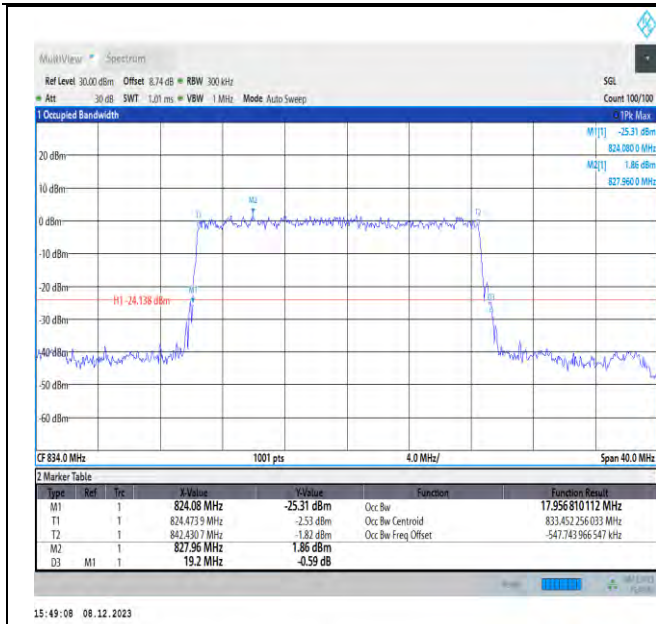 MultiView Spectrum
Ref Level 30.00 dBm Offset 8.74 dB RBW 300 kHz SGL
Att 30 dB SWT 1.01 ms VBW 1 MHz Mode Auto Sweep Count 100/100
1 Occupied Bandwidth 1Pk Max
M1[1] -25.31 dBm
824.080 0 MHz
M2[1] 1.86 dBm
827.960 0 MHz
20 dBm
10 dBm
M2
T1 T2
0 dBm
-10 dBm
-20 dBm
M1 D3
H1 -24.138 dBm
-30 dBm
-40 dBm
-50 dBm
-60 dBm
CF 834.0 MHz 1001 pts 4.0 MHz/ Span 40.0 MHz
2 Marker Table
Type Ref Trc X-Value Y-Value Function Function Result
M1 1 824.08 MHz -25.31 dBm Occ Bw 17.956 810 112 MHz
T1 1 824.473 9 MHz -2.53 dBm Occ Bw Centroid 833.452 256 033 MHz
T2 1 842.430 7 MHz -1.82 dBm Occ Bw Freq Offset -547.743 966 547 kHz
M2 1 827.96 MHz 1.86 dBm
D3 M1 1 19.2 MHz -0.59 dB
15:49:08 08.12.2023